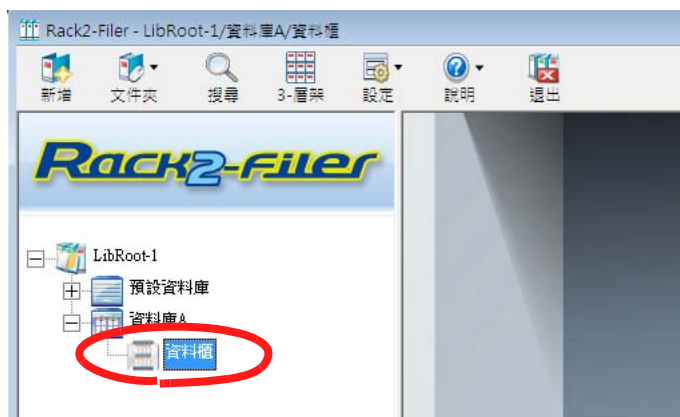 Rack2-Filer - LibRoot-1/資料庫A/資料櫃
新增 文件夾 搜尋 3-層架 設定 說明 退出
Rack2-Filer
LibRoot-1
預設資料庫
資料庫A
資料櫃